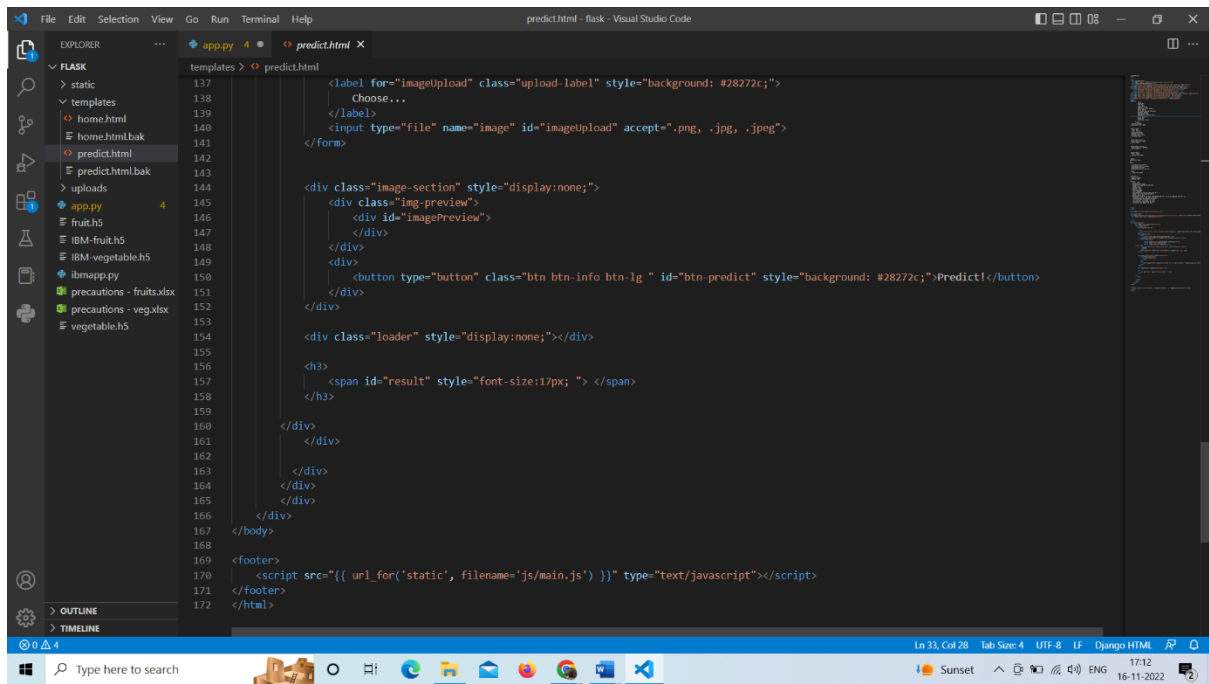 File Edit Selection View Go Run Terminal Help predict.html - flask - Visual Studio Code
EXPLORER ...
FLASK
static
templates
home.html
home.html.bak
predict.html
predict.html.bak
uploads
app.py 4
fruit.h5
IBM-fruit.h5
IBM-vegetable.h5
ibmapp.py
precautions - fruits.xlsx
precautions - veg.xlsx
vegetable.h5
OUTLINE
TIMELINE
app.py 4 predict.html
templates > predict.html
137 <label for="imageUpload" class="upload-label" style="background: #28272c;">
138 Choose...
139 </label>
140 <input type="file" name="image" id="imageUpload" accept=".png, .jpg, .jpeg">
141 </form>
142
143
144 <div class="image-section" style="display:none;">
145 <div class="img-preview">
146 <div id="imagePreview">
147 </div>
148 </div>
149 <div>
150 <button type="button" class="btn btn-info btn-lg " id="btn-predict" style="background: #28272c;">Predict!</button>
151 </div>
152 </div>
153
154 <div class="loader" style="display:none;"></div>
155
156 <h3>
157 <span id="result" style="font-size:17px; "> </span>
158 </h3>
159
160 </div>
161 </div>
162
163 </div>
164 </div>
165 </div>
166 </div>
167 </body>
168
169 <footer>
170 <script src="{{ url_for('static', filename='js/main.js') }}" type="text/javascript"></script>
171 </footer>
172 </html>
0 4 Ln 33, Col 28 Tab Size: 4 UTF-8 LF Django HTML
Type here to search Sunset ENG 17:12
16-11-2022 2